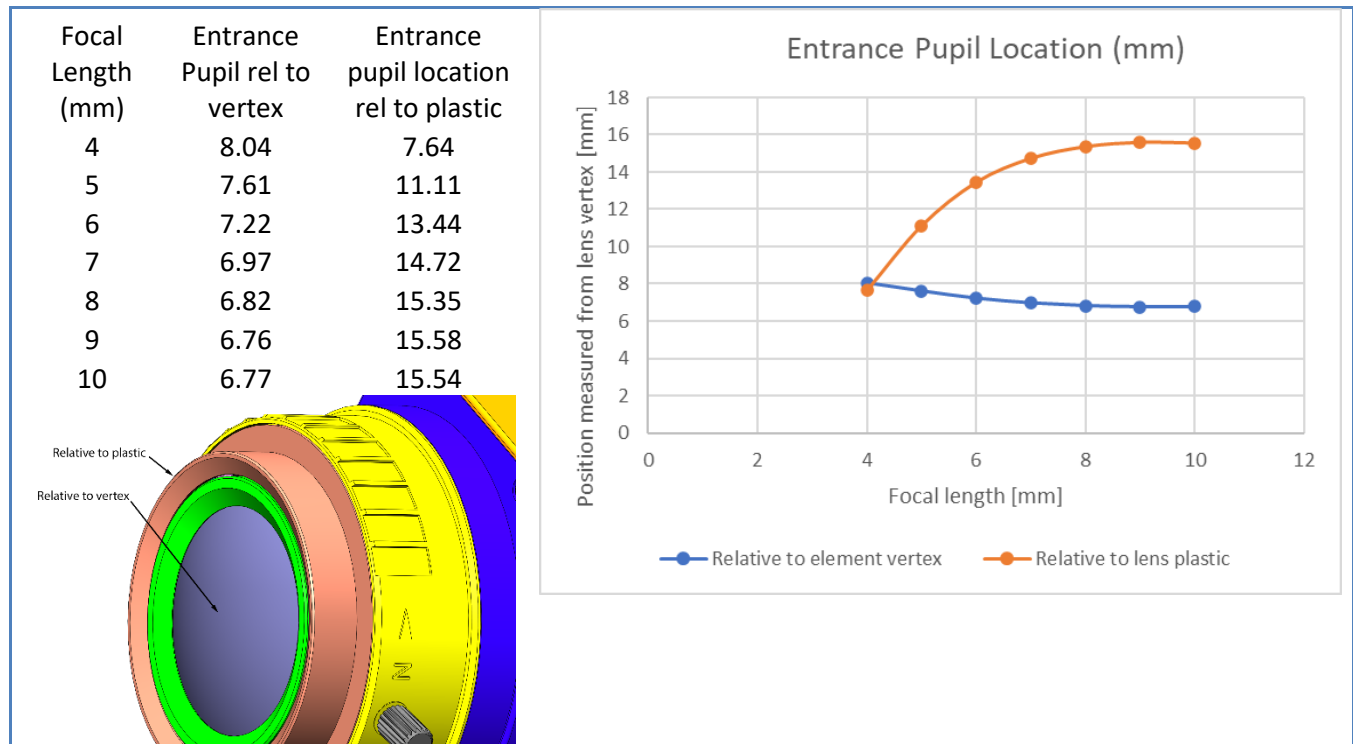 Focal Length (mm) Entrance Pupil rel to vertex Entrance pupil location rel to plastic
4 8.04 7.64
5 7.61 11.11
6 7.22 13.44
7 6.97 14.72
8 6.82 15.35
9 6.76 15.58
10 6.77 15.54
Relative to plastic
Relative to vertex
N
Entrance Pupil Location (mm)
Position measured from lens vertex [mm]
18
16
14
12
10
8
6
4
2
0
0 2 4 6 8 10 12
Focal length [mm]
Relative to element vertex Relative to lens plastic